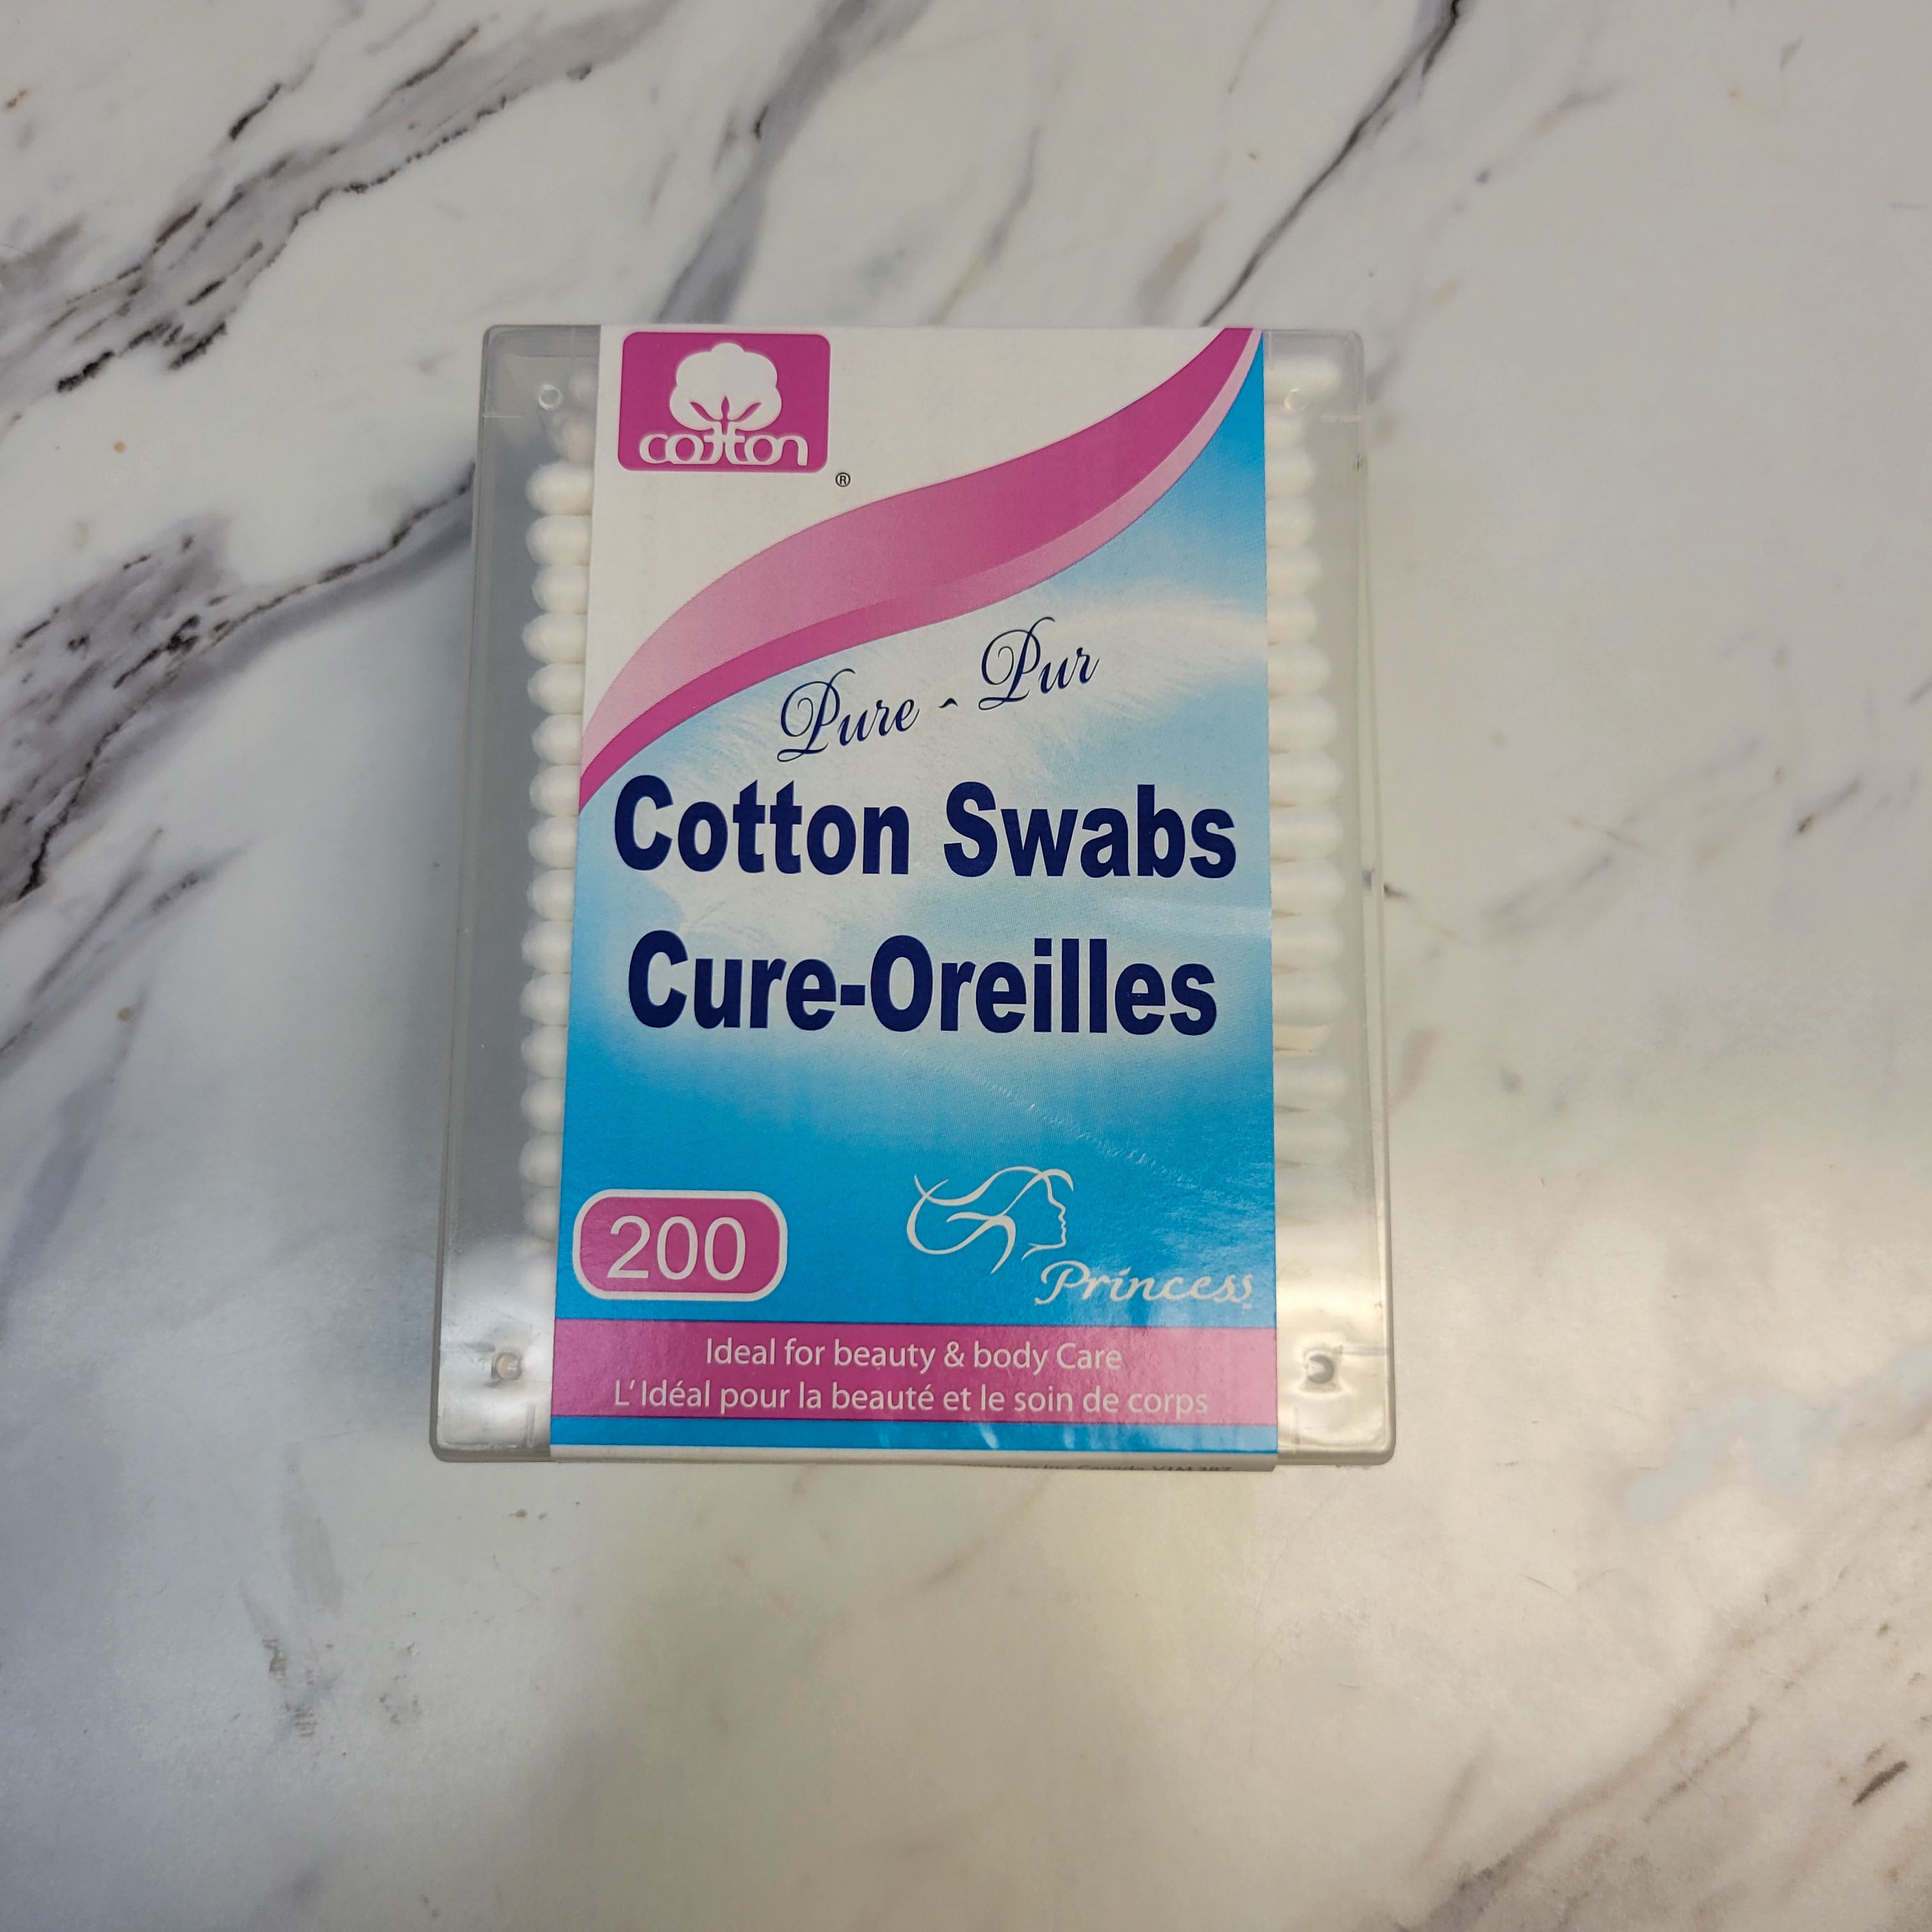 cotton
®
Pure - Pur
Cotton Swabs
Cure-Oreilles
200
Princess
Ideal for beauty & body Care
L'Idéal pour la beauté et le soin de corps